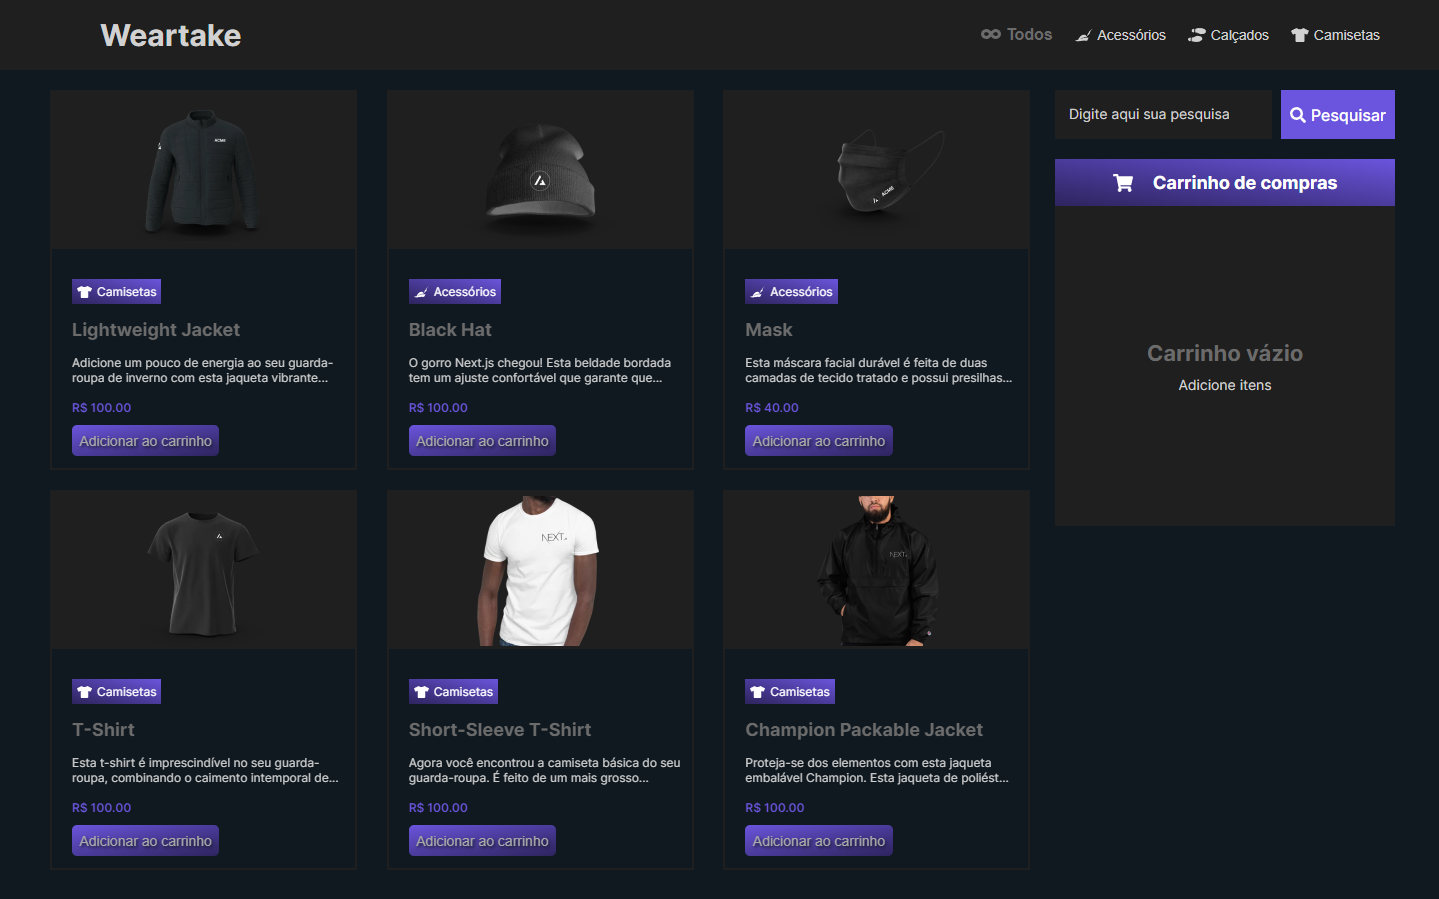 Weartake
Todos
Acessórios
Calçados
Camisetas
ACME
ACME
Digite aqui sua pesquisa
Pesquisar
Carrinho de compras
Carrinho vázio
Adicione itens
Camisetas
Lightweight Jacket
Adicione um pouco de energia ao seu guarda-
roupa de inverno com esta jaqueta vibrante...
R$ 100.00
Adicionar ao carrinho
Acessórios
Black Hat
O gorro Next.js chegou! Esta beldade bordada
tem um ajuste confortável que garante que...
R$ 100.00
Adicionar ao carrinho
Acessórios
Mask
Esta máscara facial durável é feita de duas
camadas de tecido tratado e possui presilhas...
R$ 40.00
Adicionar ao carrinho
Camisetas
T-Shirt
Esta t-shirt é imprescindível no seu guarda-
roupa, combinando o caimento intemporal de...
R$ 100.00
Adicionar ao carrinho
NEXT
Camisetas
Short-Sleeve T-Shirt
Agora você encontrou a camiseta básica do seu
guarda-roupa. É feito de um mais grosso...
R$ 100.00
Adicionar ao carrinho
NEXT
Camisetas
Champion Packable Jacket
Proteja-se dos elementos com esta jaqueta
embalável Champion. Esta jaqueta de poliést...
R$ 100.00
Adicionar ao carrinho